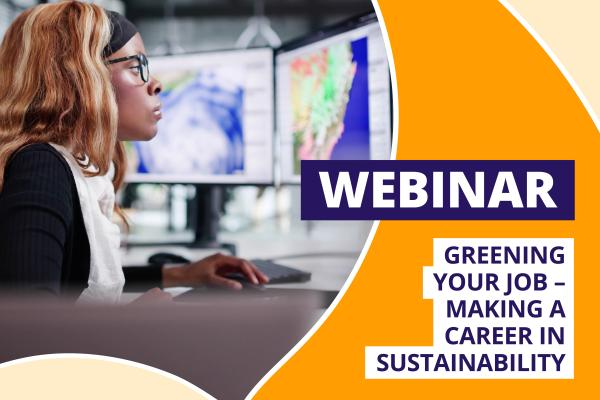 WEBINAR
GREENING
YOUR JOB –
MAKING A
CAREER IN
SUSTAINABILITY